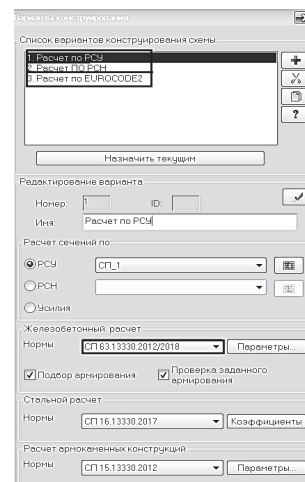 Варианты конструирования
Список вариантов конструирования схемы
1. Расчет по РСУ
2. Расчет ПО РСН
3. Расчет по EUROCODE2
?
Назначить текущим
Редактирование варианта
Номер: 1 ID:
Имя: Расчет по РСУ
Расчет сечений по:
РСУ СП_1
РСН
Усилия
Железобетонный расчет
Нормы СП 63.13330.2012/2018 Параметры...
Подбор армирования Проверка заданного армирования
Стальной расчет
Нормы СП 16.13330.2017 Коэффициенты
Расчет армокаменных конструкций
Нормы СП 15.13330.2012 Параметры...